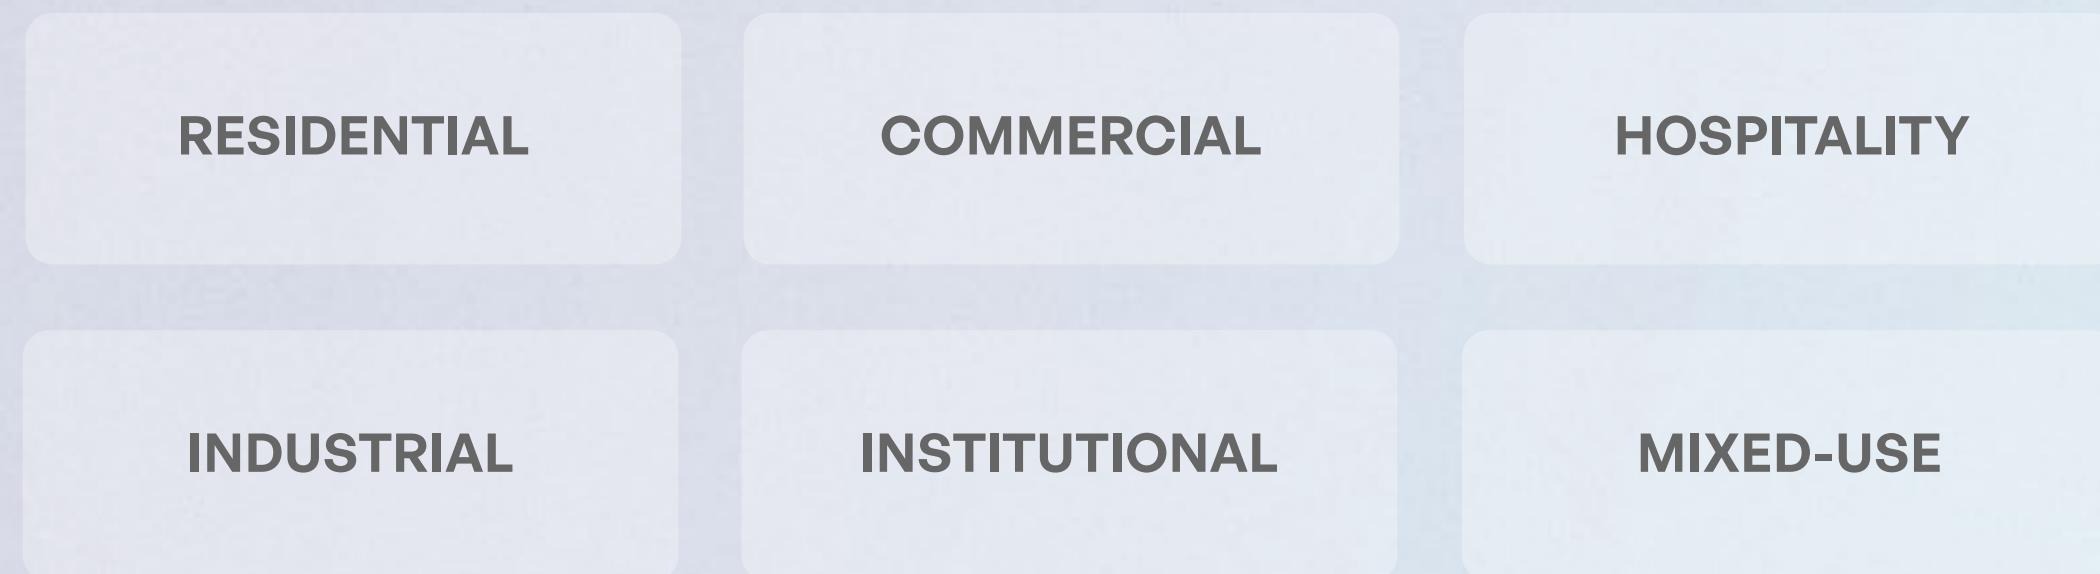 RESIDENTIAL
COMMERCIAL
HOSPITALITY
INDUSTRIAL
INSTITUTIONAL
MIXED-USE